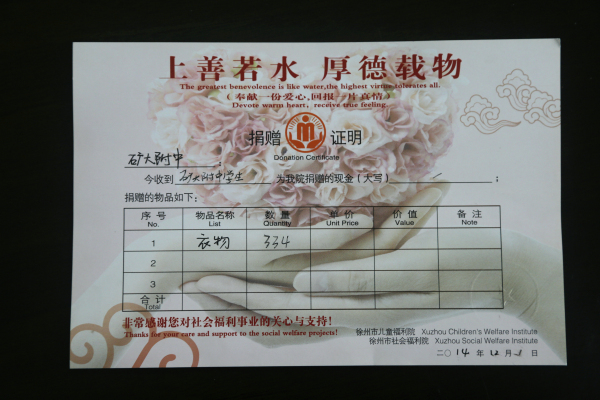 上善若水 厚德载物
The greatest benevolence is like water,the highest virtue tolerates all.
(奉献一份爱心,回报一片真情)
Devote warm heart, receive true feeling
捐赠 证明
Donation Certificate
矿大附中 :
今收到 矿大附中学生 为我院捐赠的现金(大写) / ;
捐赠的物品如下:
序号 物品名称 数量 单价 价值 备注
No. List Quantity Unit Price Value Note
1 衣物 334
2
3
合计
Total
非常感谢您对社会福利事业的关心与支持!
Thanks for your care and support to the social welfare projects!
徐州市儿童福利院 Xuzhou Children's Welfare Institute
徐州市社会福利院 Xuzhou Social Welfare Institute
二〇14年12月 日